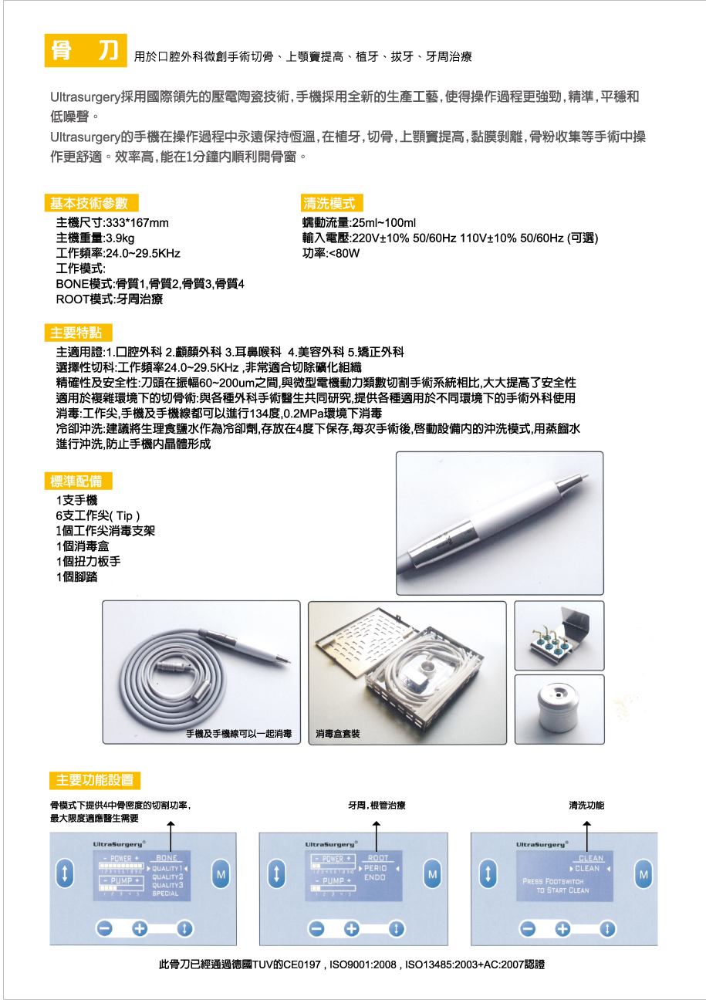 骨 刀
用於口腔外科微創手術切骨、上顎竇提高、植牙、拔牙、牙周治療
Ultrasurgery採用國際領先的壓電陶瓷技術,手機採用全新的生產工藝,使得操作過程更強勁,精準,平穩和
低噪聲。
Ultrasurgery的手機在操作過程中永遠保持恆溫,在植牙,切骨,上顎竇提高,黏膜剝離,骨粉收集等手術中操
作更舒適。效率高,能在1分鐘內順利開骨窗。
基本技術參數
主機尺寸:333*167mm
主機重量:3.9kg
工作頻率:24.0~29.5KHz
工作模式:
BONE模式:骨質1,骨質2,骨質3,骨質4
ROOT模式:牙周治療
清洗模式
蠕動流量:25ml~100ml
輸入電壓:220V±10% 50/60Hz 110V±10% 50/60Hz (可選)
功率:<80W
主要特點
主適用證:1.口腔外科 2.顱顏外科 3.耳鼻喉科 4.美容外科 5.矯正外科
選擇性切科:工作頻率24.0~29.5KHz ,非常適合切除礦化組織
精確性及安全性:刀頭在振幅60~200um之間,與微型電機動力類數切割手術系統相比,大大提高了安全性
適用於複雜環境下的切骨術:與各種外科手術醫生共同研究,提供各種適用於不同環境下的手術外科使用
消毒:工作尖,手機及手機線都可以進行134度,0.2MPa環境下消毒
冷卻沖洗:建議將生理食鹽水作為冷卻劑,存放在4度下保存,每次手術後,啓動設備內的沖洗模式,用蒸餾水
進行沖洗,防止手機內晶體形成
標準配備
1支手機
6支工作尖( Tip )
1個工作尖消毒支架
1個消毒盒
1個扭力板手
1個腳踏
手機及手機線可以一起消毒
消毒盒套裝
主要功能設置
骨模式下提供4中骨密度的切割功率,
最大限度適應醫生需要
牙周,根管治療
清洗功能
UltraSurgery®
- POWER +
1 2 3 4 5 6 7 8 9 10
- PUMP +
1 2 3 4 5
BONE
QUALITY1
QUALITY2
QUALITY3
SPECIAL
M
UltraSurgery®
- POWER +
1 2 3 4 5 6 7 8 9 10
- PUMP +
1 2 3 4 5
ROOT
PERIO
ENDO
M
UltraSurgery®
CLEAN
CLEAN
PRESS FOOTSWITCH
TO START CLEAN
M
此骨刀已經通過德國TUV的CE0197 , ISO9001:2008 , ISO13485:2003+AC:2007認證